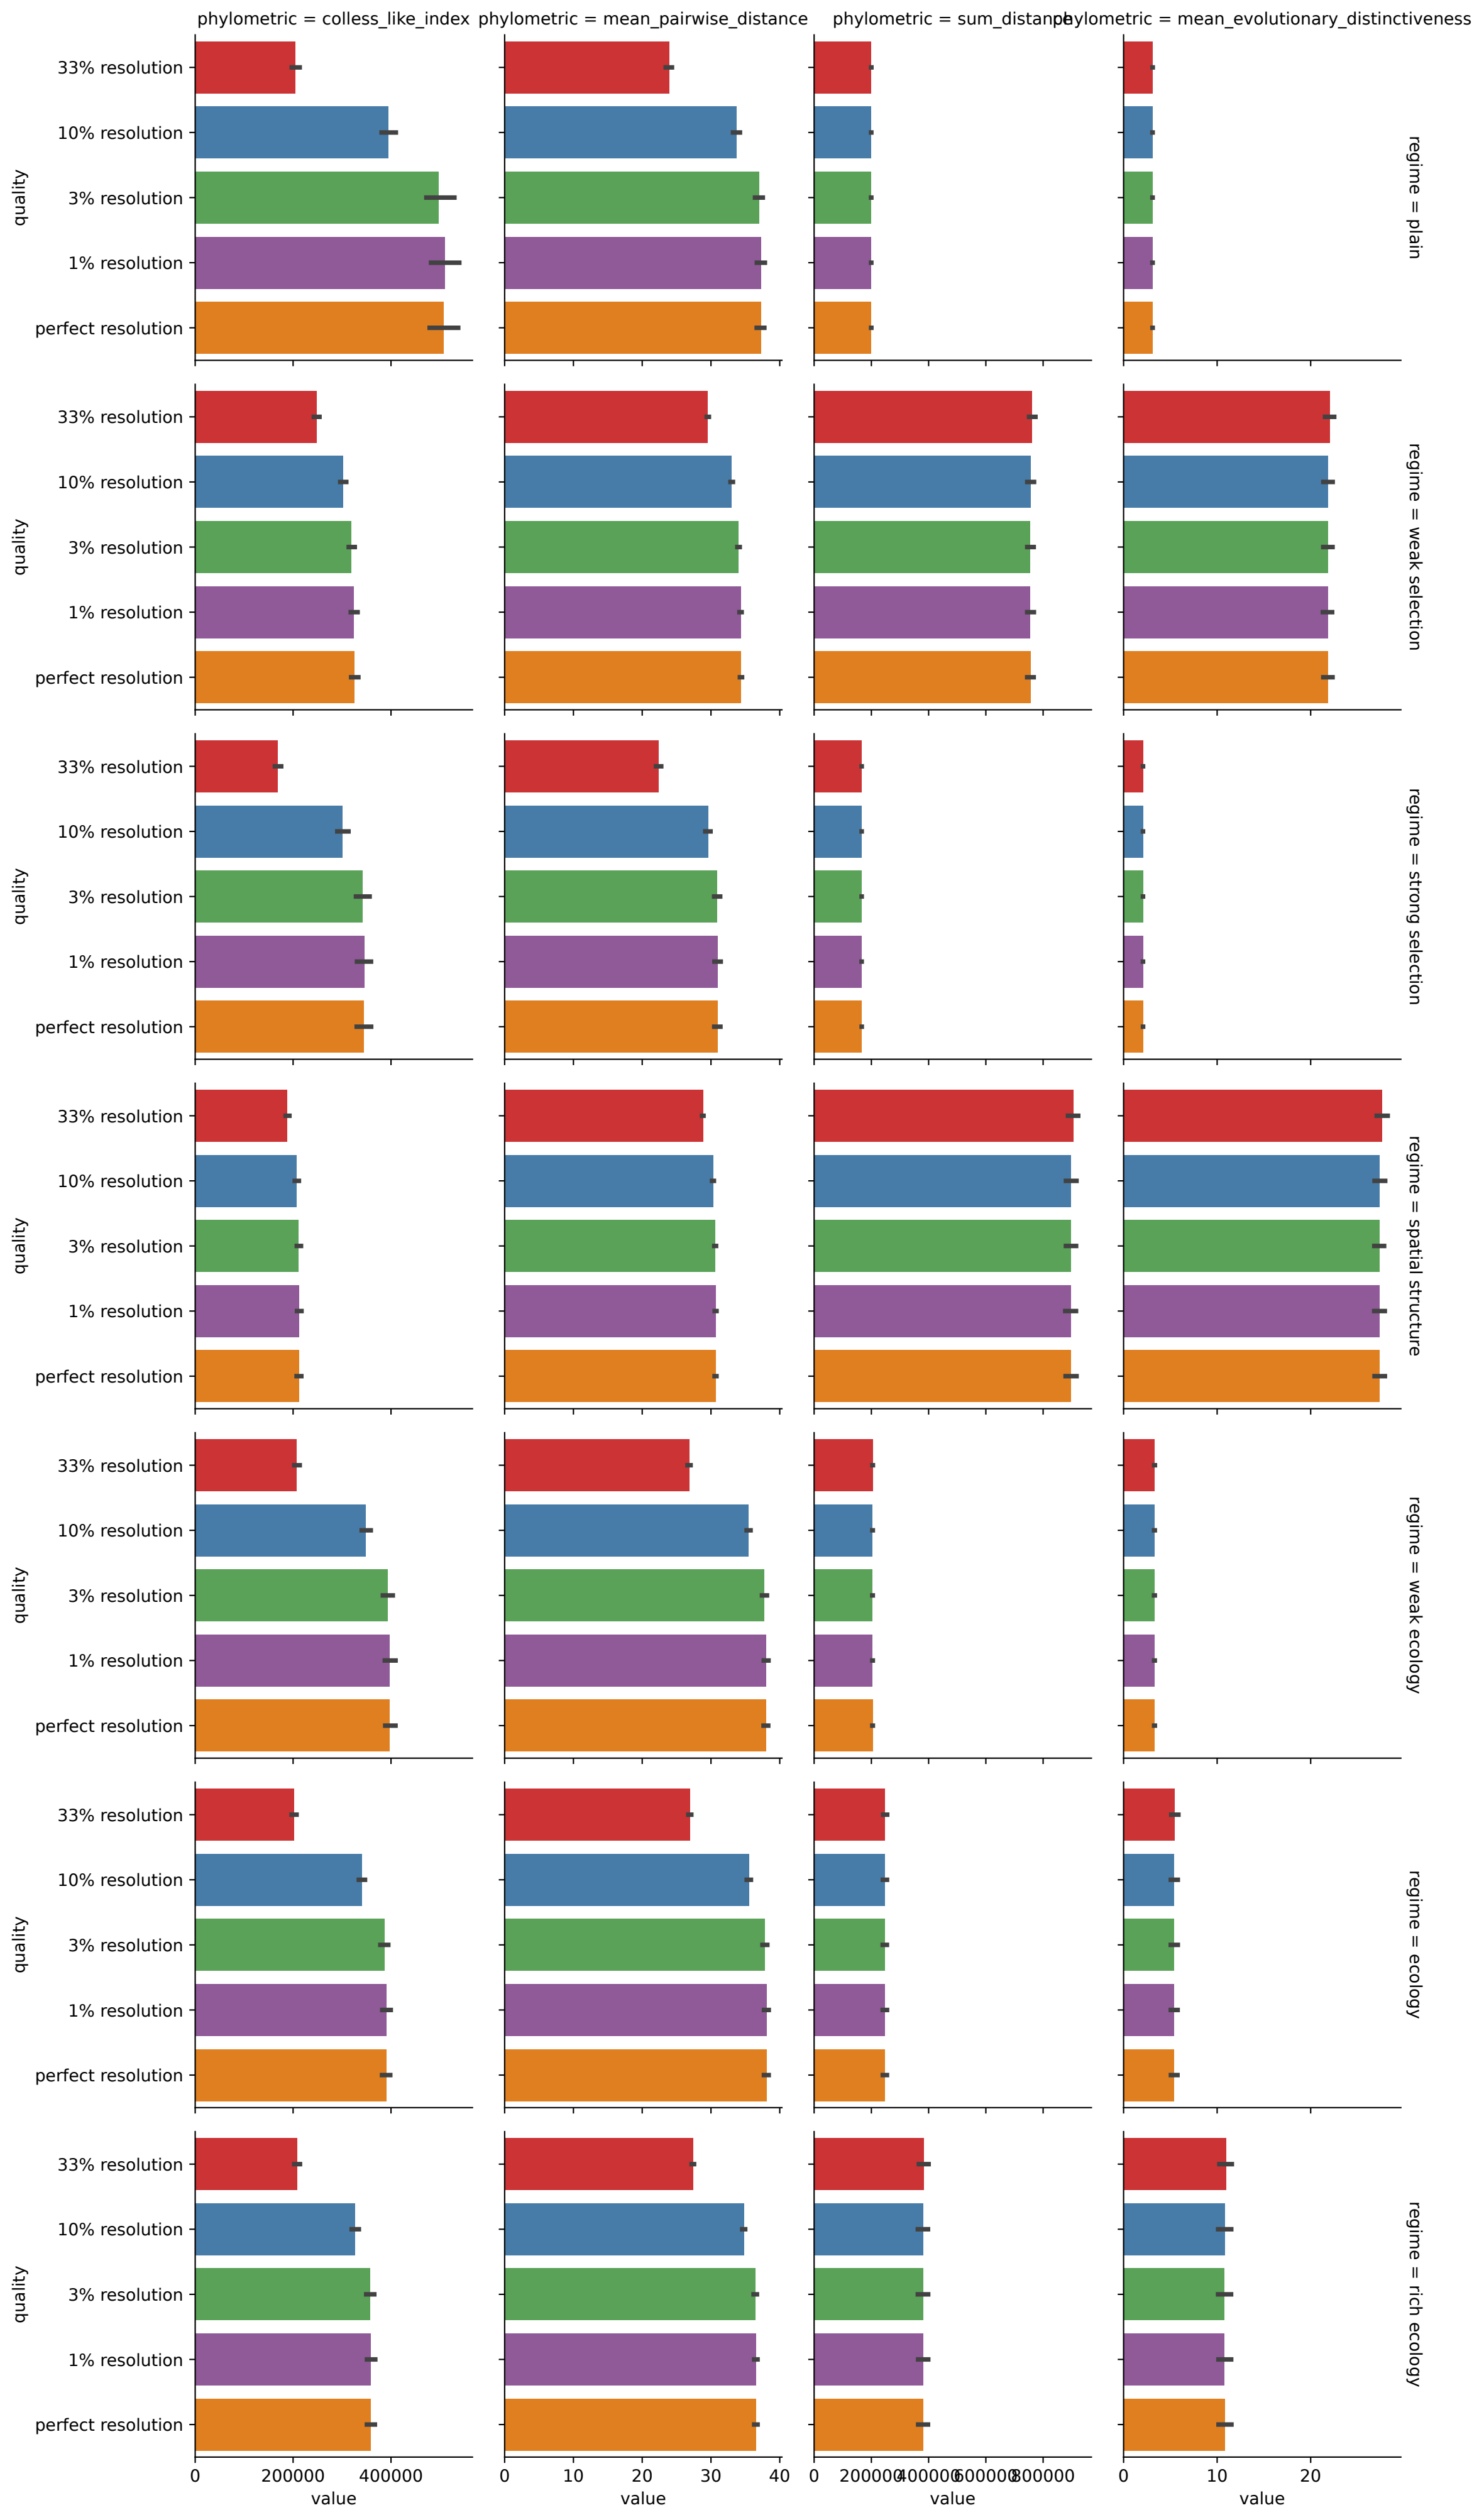 phylometric = colless_like_index phylometric = mean_pairwise_distance phylometric = sum_distance phylometric = mean_evolutionary_distinctiveness
33% resolution
10% resolution
3% resolution
1% resolution
perfect resolution
quality
regime = plain
33% resolution
10% resolution
3% resolution
1% resolution
perfect resolution
quality
regime = weak selection
33% resolution
10% resolution
3% resolution
1% resolution
perfect resolution
quality
regime = strong selection
33% resolution
10% resolution
3% resolution
1% resolution
perfect resolution
quality
regime = spatial structure
33% resolution
10% resolution
3% resolution
1% resolution
perfect resolution
quality
regime = weak ecology
33% resolution
10% resolution
3% resolution
1% resolution
perfect resolution
quality
regime = ecology
33% resolution
10% resolution
3% resolution
1% resolution
perfect resolution
quality
regime = rich ecology
0 200000 400000 0 10 20 30 40 0 200000 400000 600000 800000 0 10 20
value value value value